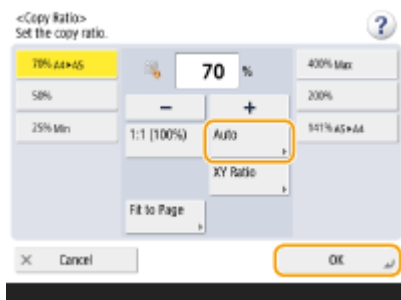 <Copy Ratio>
Set the copy ratio.
?
70% A4▶A5
70 %
400% Max
50%
− +
200%
25% Min
1:1 (100%)
Auto
141% A5▶A4
XY Ratio
Fit to Page
× Cancel
OK